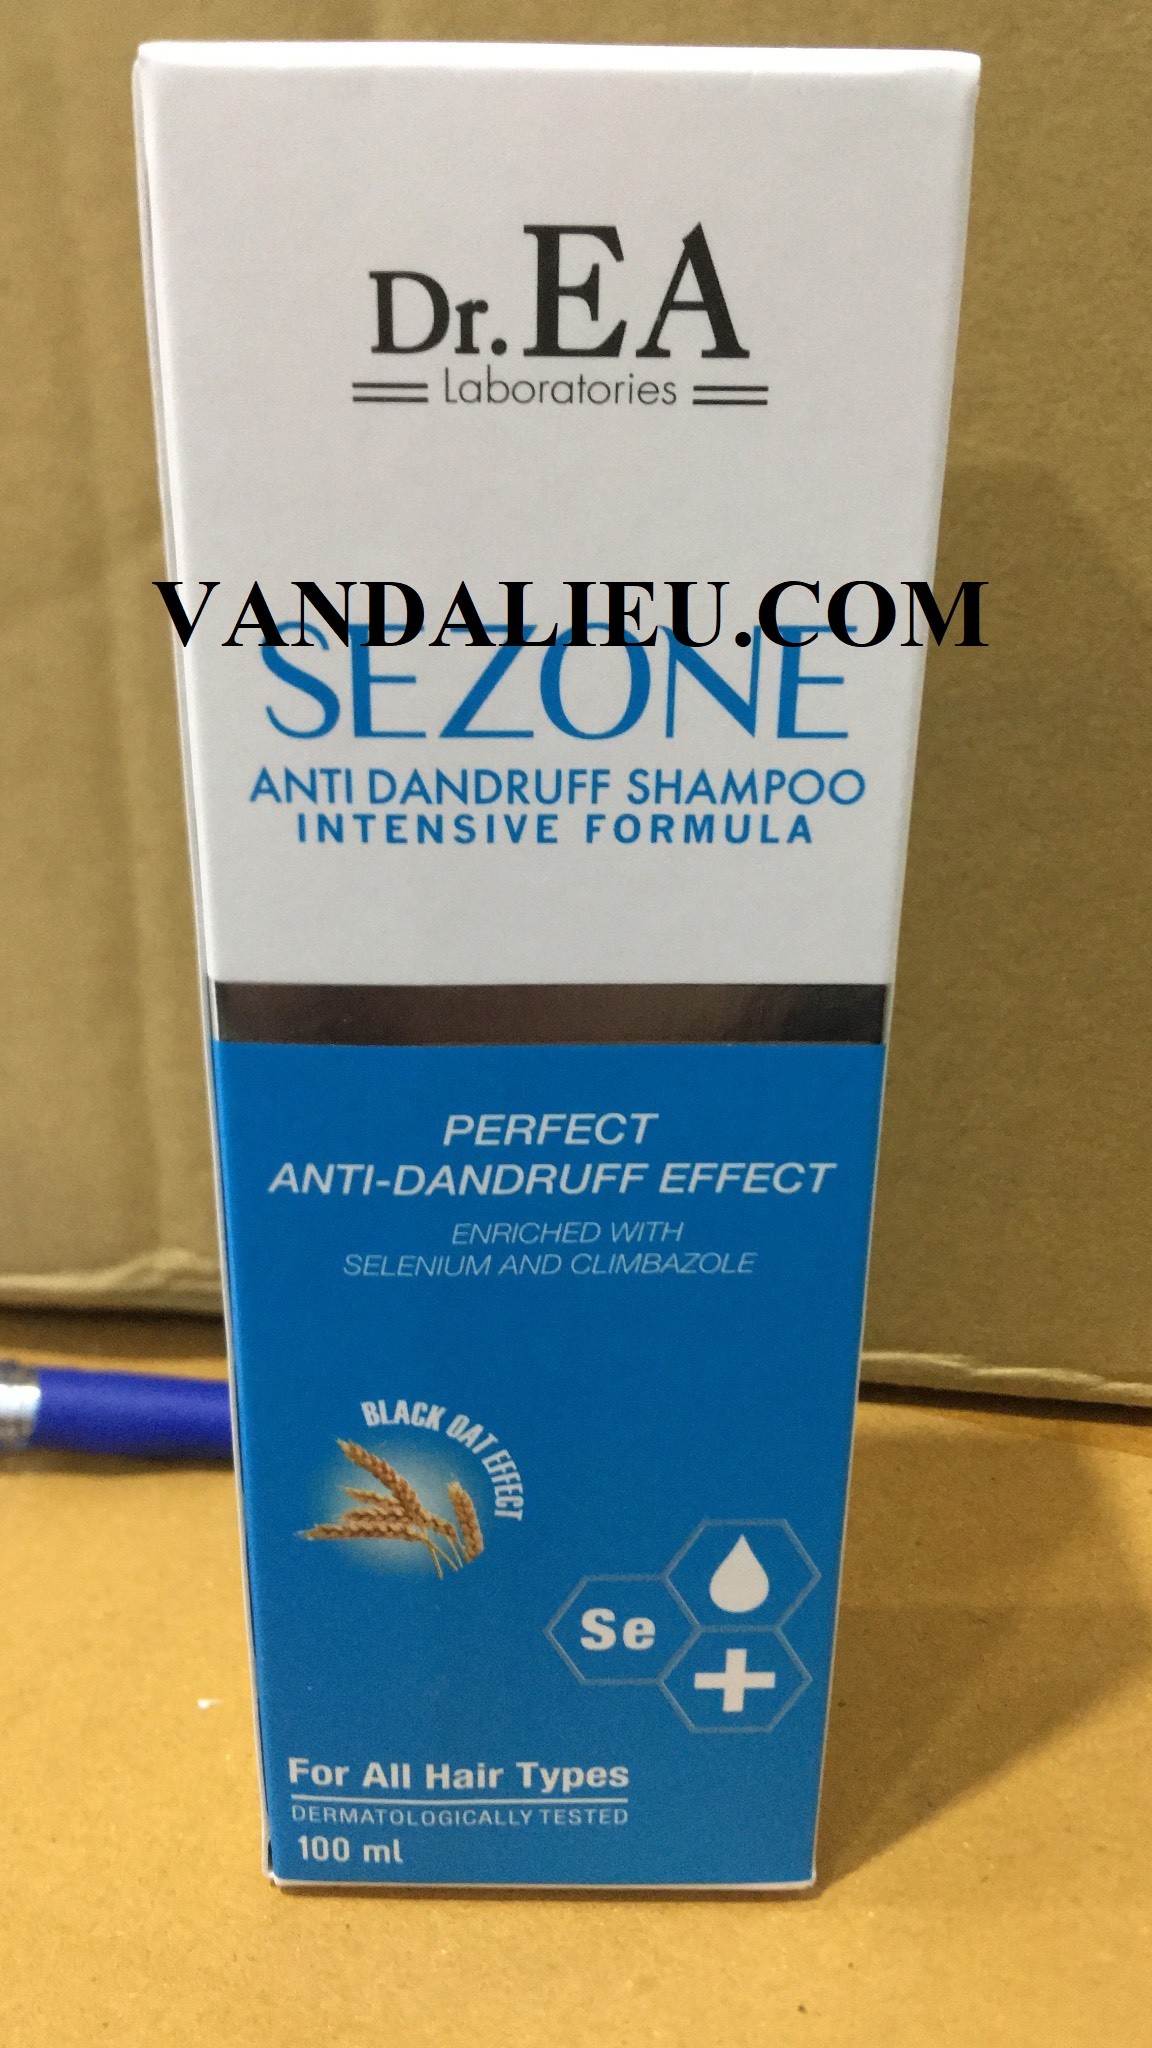 Dr. EA
Laboratories
VANDALIEU.COM
SEZONE
ANTI DANDRUFF SHAMPOO
INTENSIVE FORMULA
PERFECT
ANTI-DANDRUFF EFFECT
ENRICHED WITH
SELENIUM AND CLIMBAZOLE
BLACK OAT EFFECT
Se
For All Hair Types
DERMATOLOGICALLY TESTED
100 ml